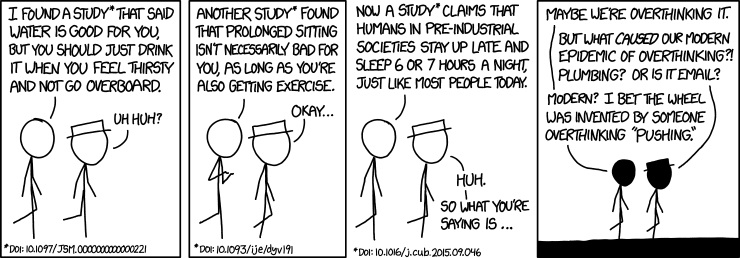 I FOUND A STUDY* THAT SAID
WATER IS GOOD FOR YOU,
BUT YOU SHOULD JUST DRINK
IT WHEN YOU FEEL THIRSTY
AND NOT GO OVERBOARD.
UH HUH?
*DOI: 10.1097/JSM.0000000000000221
ANOTHER STUDY* FOUND
THAT PROLONGED SITTING
ISN'T NECESSARILY BAD FOR
YOU, AS LONG AS YOU'RE
ALSO GETTING EXERCISE.
OKAY...
*DOI: 10.1093/ije/dyv191
NOW A STUDY* CLAIMS THAT
HUMANS IN PRE-INDUSTRIAL
SOCIETIES STAY UP LATE AND
SLEEP 6 OR 7 HOURS A NIGHT,
JUST LIKE MOST PEOPLE TODAY.
HUH.
SO WHAT YOU'RE
SAYING IS ...
*DOI: 10.1016/j.cub.2015.09.046
MAYBE WE'RE OVERTHINKING IT.
BUT WHAT CAUSED OUR MODERN
EPIDEMIC OF OVERTHINKING?!
PLUMBING? OR IS IT EMAIL?
MODERN? I BET THE WHEEL
WAS INVENTED BY SOMEONE
OVERTHINKING "PUSHING."